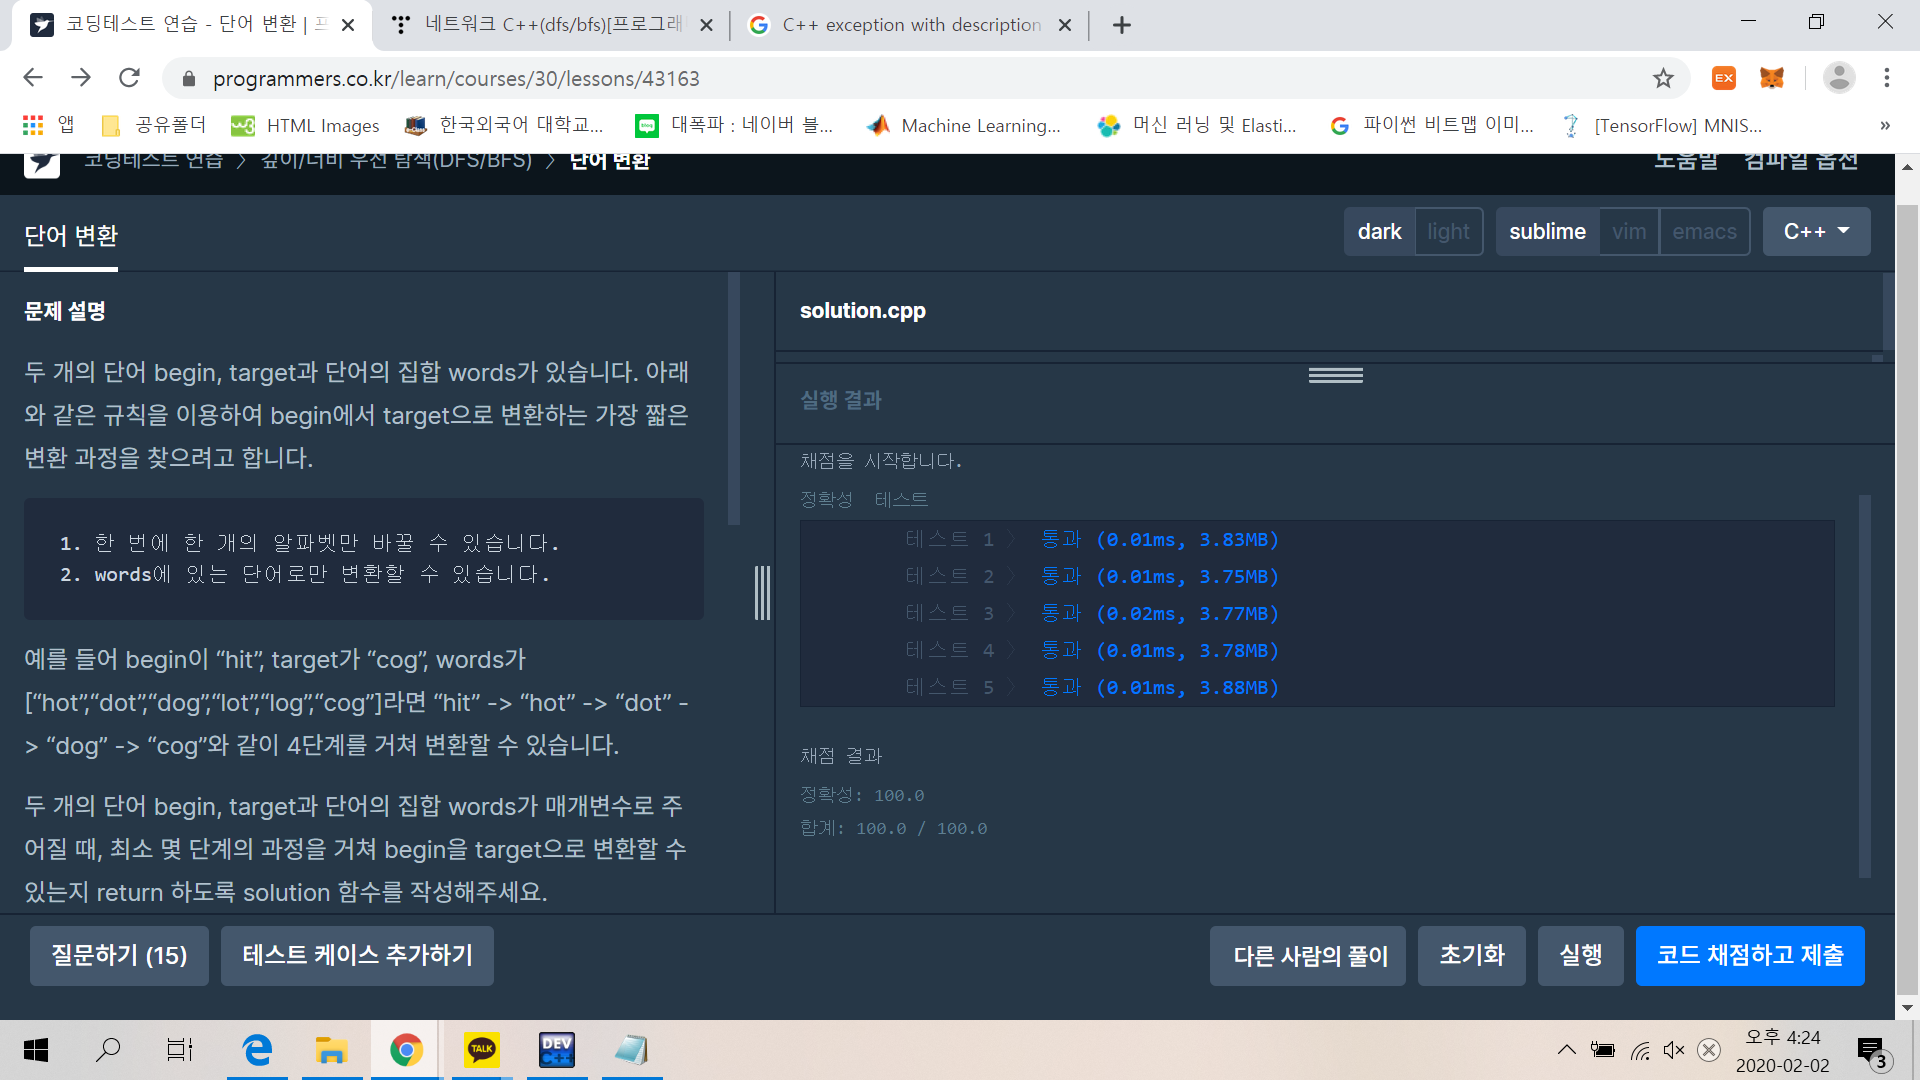 코딩테스트 연습 - 단어 변환 | 프
네트워크 C++(dfs/bfs)[프로그래
C++ exception with description
programmers.co.kr/learn/courses/30/lessons/43163
앱
공유폴더
HTML Images
한국외국어 대학교...
대폭파 : 네이버 블...
Machine Learning...
머신 러닝 및 Elasti...
파이썬 비트맵 이미...
[TensorFlow] MNIS...
»
코딩테스트 연습 > 깊이/너비 우선 탐색(DFS/BFS) > 단어 변환
도움말 컴파일 옵션
단어 변환
dark light
sublime vim emacs
C++
문제 설명
두 개의 단어 begin, target과 단어의 집합 words가 있습니다. 아래
와 같은 규칙을 이용하여 begin에서 target으로 변환하는 가장 짧은
변환 과정을 찾으려고 합니다.
1. 한 번에 한 개의 알파벳만 바꿀 수 있습니다.
2. words에 있는 단어로만 변환할 수 있습니다.
예를 들어 begin이 “hit”, target가 “cog”, words가
[“hot”,“dot”,“dog”,“lot”,“log”,“cog”]라면 “hit” -> “hot” -> “dot” -
> “dog” -> “cog”와 같이 4단계를 거쳐 변환할 수 있습니다.
두 개의 단어 begin, target과 단어의 집합 words가 매개변수로 주
어질 때, 최소 몇 단계의 과정을 거쳐 begin을 target으로 변환할 수
있는지 return 하도록 solution 함수를 작성해주세요.
solution.cpp
실행 결과
채점을 시작합니다.
정확성 테스트
테스트 1 〉 통과 (0.01ms, 3.83MB)
테스트 2 〉 통과 (0.01ms, 3.75MB)
테스트 3 〉 통과 (0.02ms, 3.77MB)
테스트 4 〉 통과 (0.01ms, 3.78MB)
테스트 5 〉 통과 (0.01ms, 3.88MB)
채점 결과
정확성: 100.0
합계: 100.0 / 100.0
질문하기 (15)
테스트 케이스 추가하기
다른 사람의 풀이
초기화
실행
코드 채점하고 제출
TALK
DEV
C++
오후 4:24
2020-02-02
3